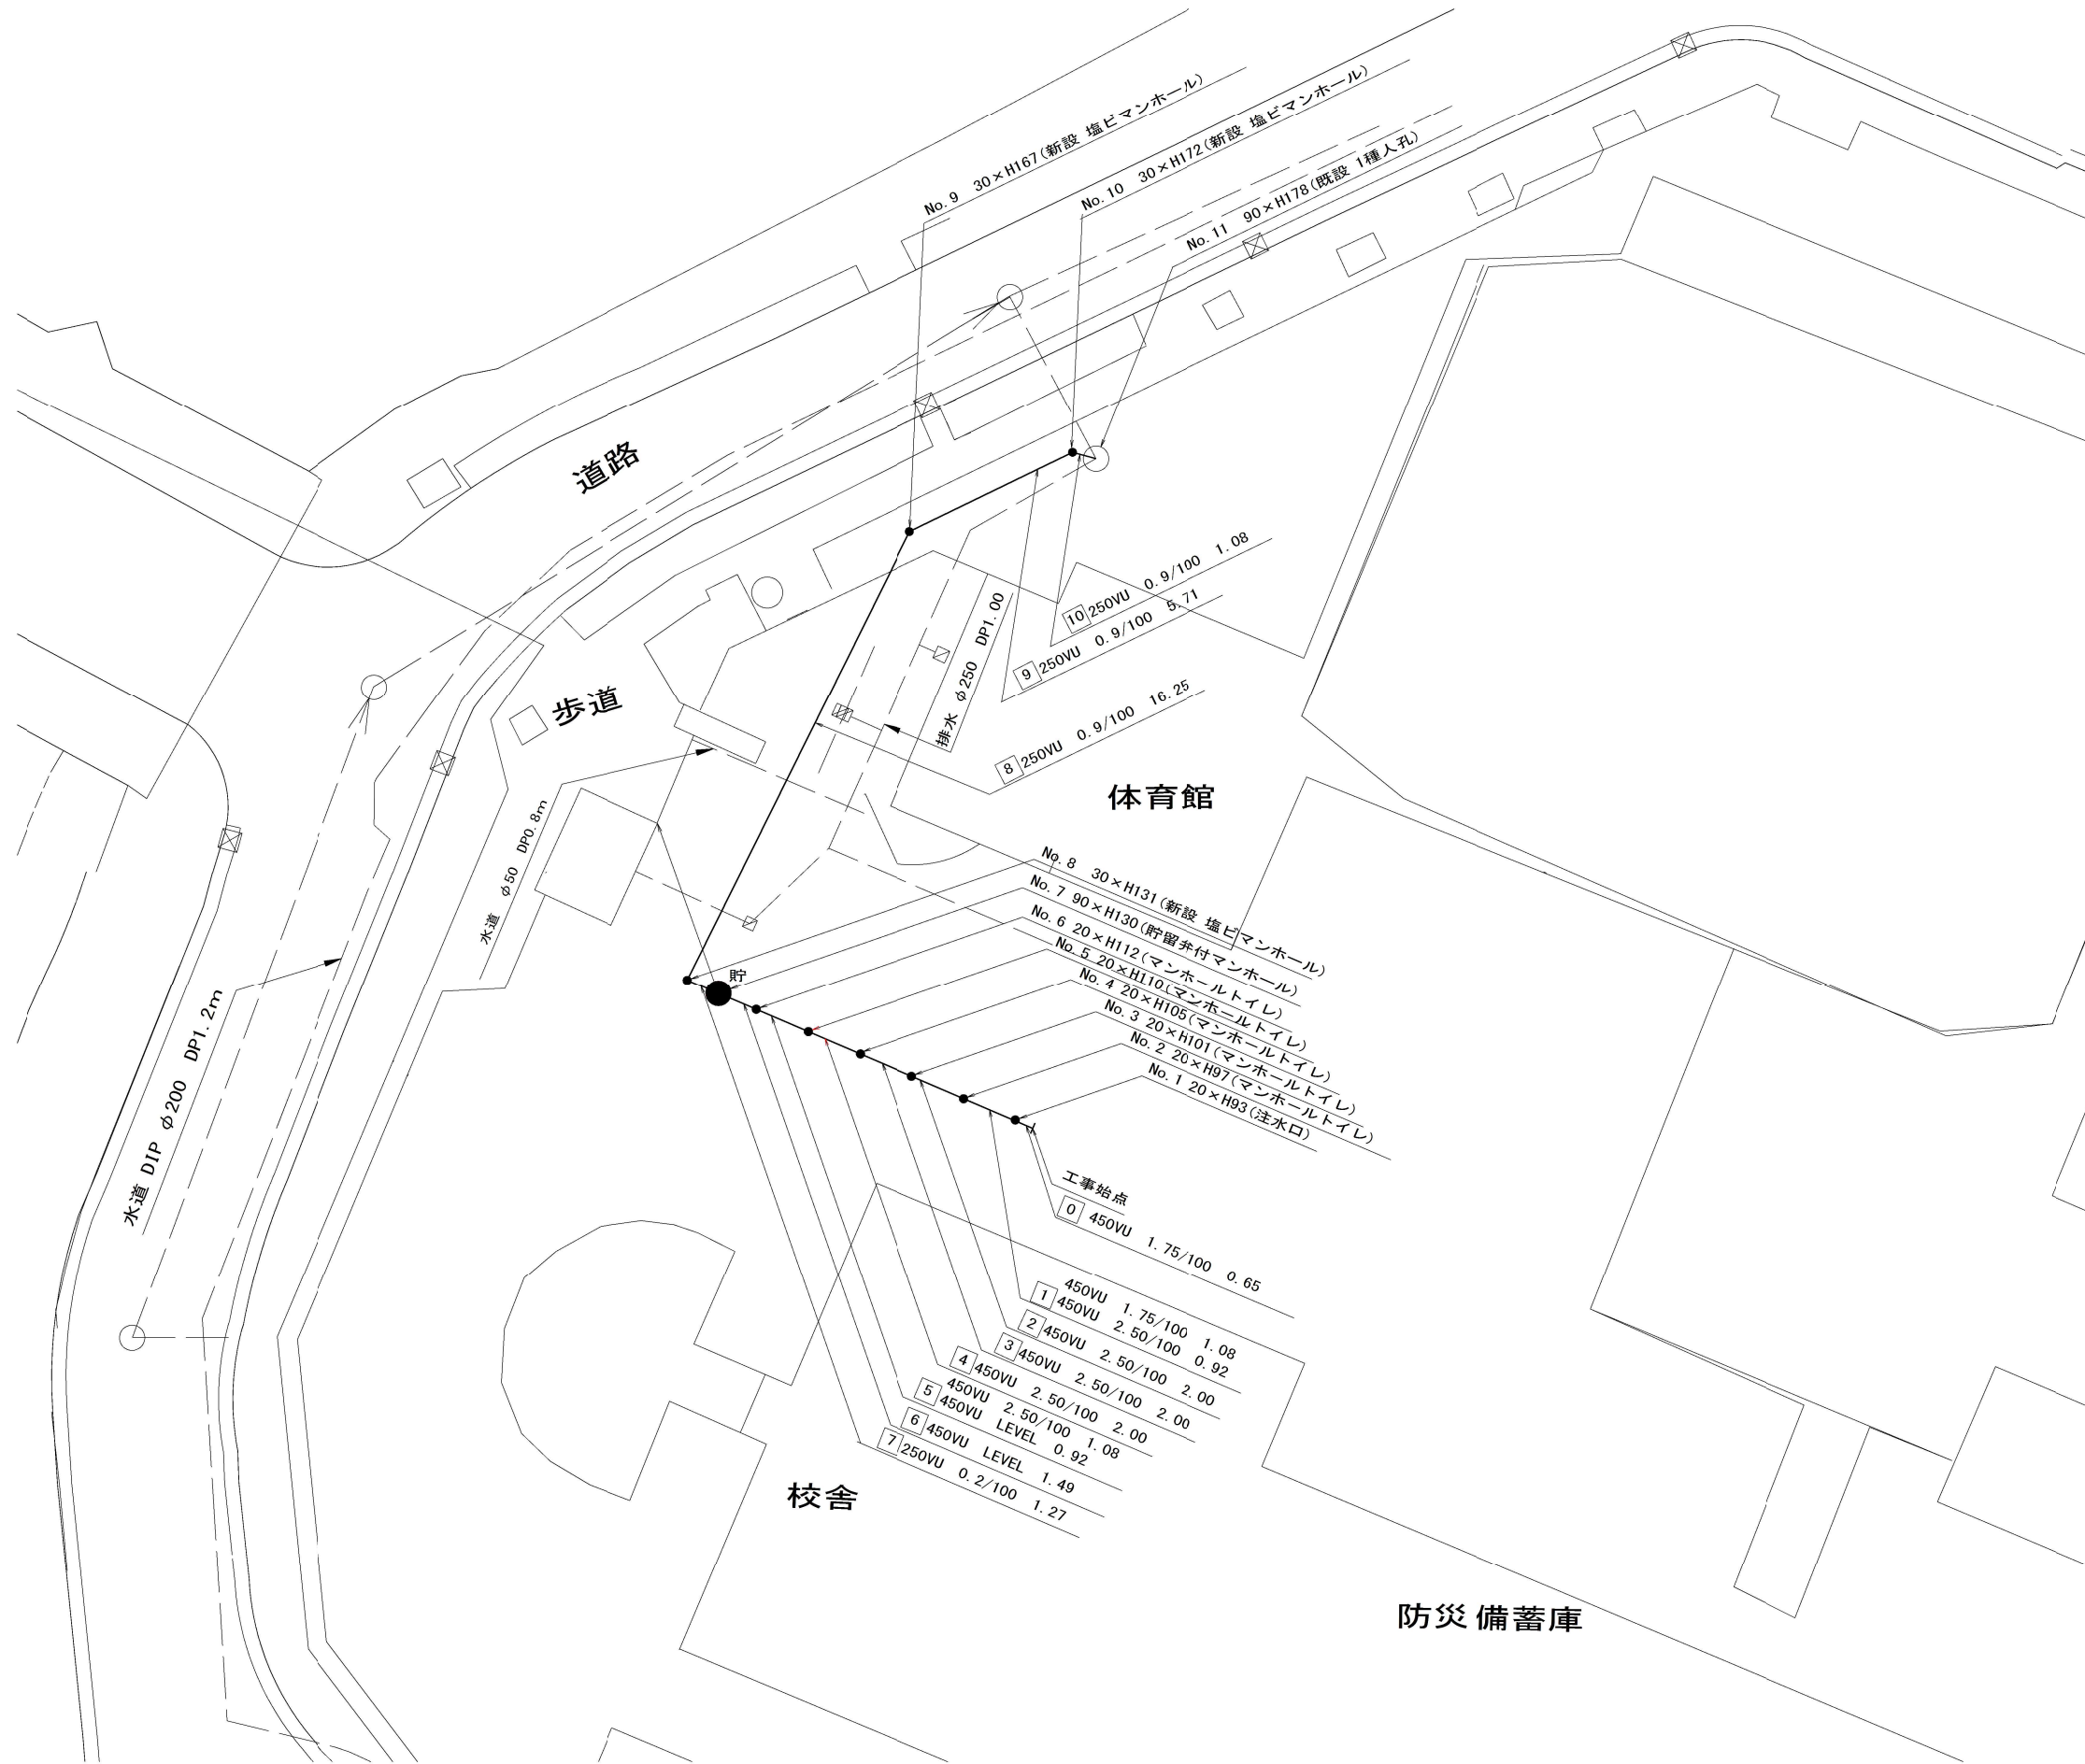 No.9 30×H167(新設 塩ビマンホール)
No.10 30×H172(新設 塩ビマンホール)
No.11 90×H178(既設 1種人孔)
道路
歩道
排水 φ250 DP1.00
10 250VU 0.9/100 1.08
9 250VU 0.9/100 5.71
8 250VU 0.9/100 16.25
体育館
水道 φ50 DP0.8m
水道 DIP φ200 DP1.2m
貯
No.8 30×H131(新設 塩ビマンホール)
No.7 90×H130(貯留弁付マンホール)
No.6 20×H112(マンホールトイレ)
No.5 20×H110(マンホールトイレ)
No.4 20×H105(マンホールトイレ)
No.3 20×H101(マンホールトイレ)
No.2 20×H97(マンホールトイレ)
No.1 20×H93(注水口)
工事始点
0 450VU 1.75/100 0.65
450VU 1.75/100 1.08
1 450VU 2.50/100 0.92
2 450VU 2.50/100 2.00
3 450VU 2.50/100 2.00
4 450VU 2.50/100 2.00
450VU 2.50/100 1.08
5 450VU LEVEL 0.92
6 450VU LEVEL 1.49
7 250VU 0.2/100 1.27
校舎
防災備蓄庫